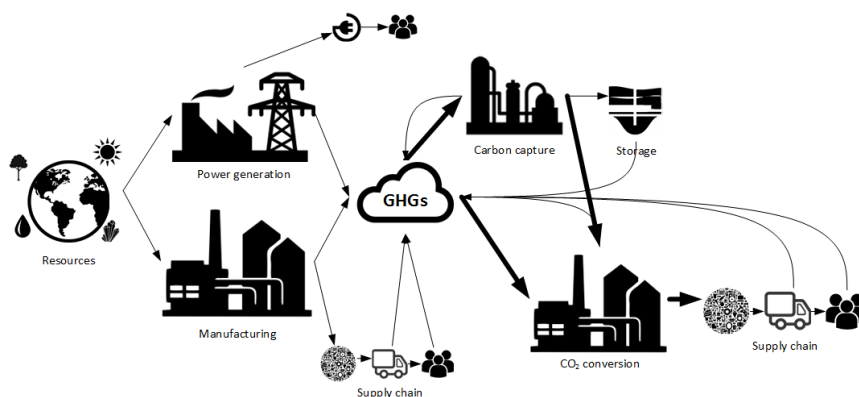 Power generation
GHGs
Carbon capture
Storage
Resources
Manufacturing
Supply chain
CO₂ conversion
Supply chain